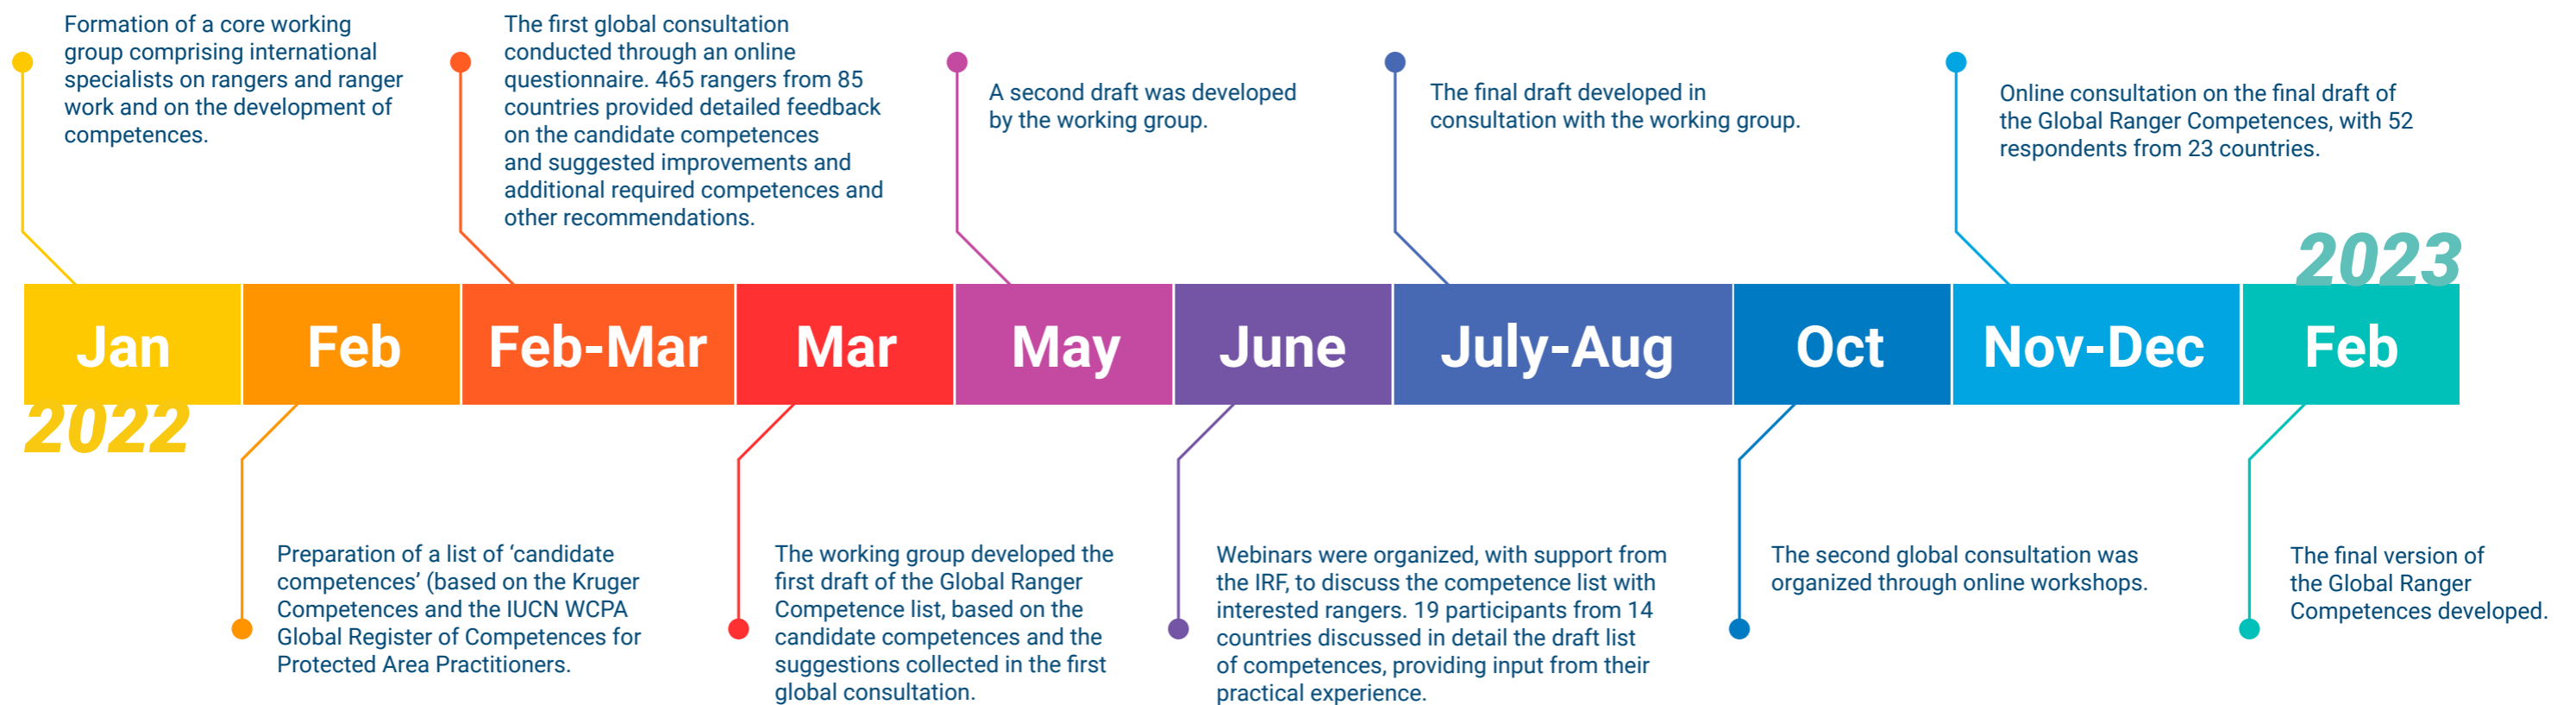 Formation of a core working
group comprising international
specialists on rangers and ranger
work and on the development of
competences.
The first global consultation
conducted through an online
questionnaire. 465 rangers from 85
countries provided detailed feedback
on the candidate competences
and suggested improvements and
additional required competences and
other recommendations.
A second draft was developed
by the working group.
The final draft developed in
consultation with the working group.
Online consultation on the final draft of
the Global Ranger Competences, with 52
respondents from 23 countries.
2023
Jan
Feb
Feb-Mar
Mar
May
June
July-Aug
Oct
Nov-Dec
Feb
2022
Preparation of a list of ‘candidate
competences’ (based on the Kruger
Competences and the IUCN WCPA
Global Register of Competences for
Protected Area Practitioners.
The working group developed the
first draft of the Global Ranger
Competence list, based on the
candidate competences and the
suggestions collected in the first
global consultation.
Webinars were organized, with support from
the IRF, to discuss the competence list with
interested rangers. 19 participants from 14
countries discussed in detail the draft list
of competences, providing input from their
practical experience.
The second global consultation was
organized through online workshops.
The final version of
the Global Ranger
Competences developed.